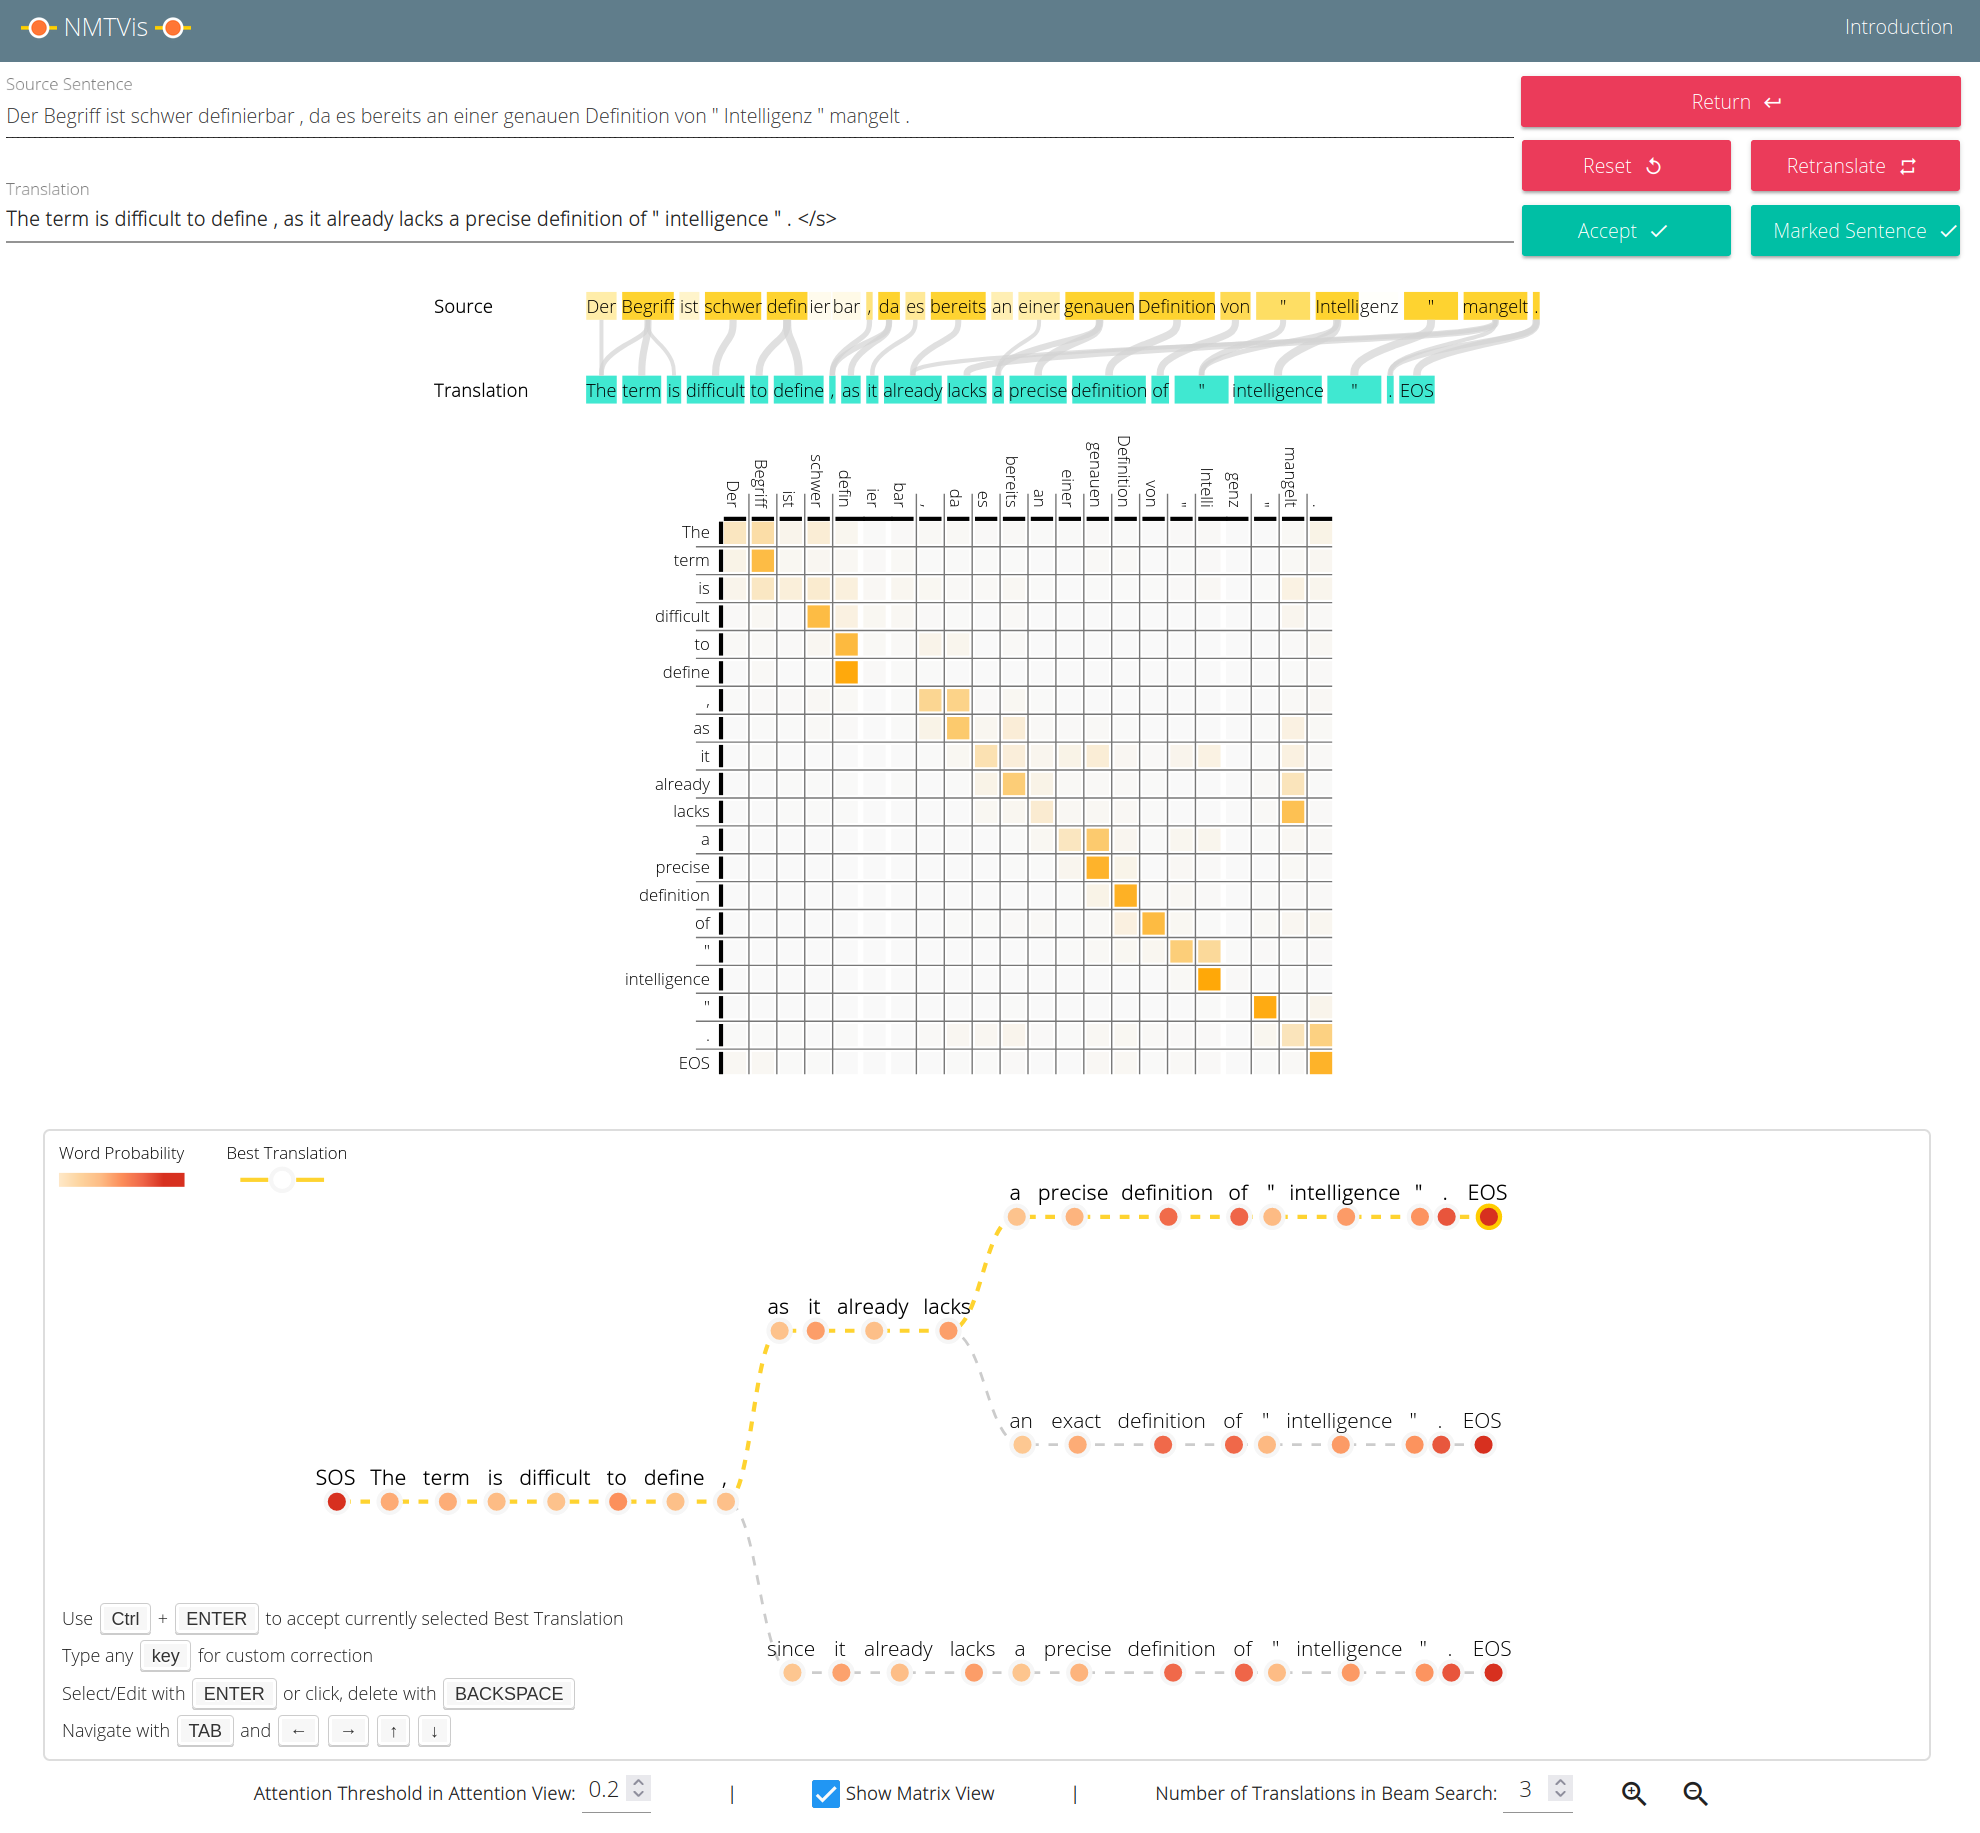 NMTVis
Introduction
Source Sentence
Der Begriff ist schwer definierbar , da es bereits an einer genauen Definition von " Intelligenz " mangelt .
Return
Reset
Retranslate
Translation
The term is difficult to define , as it already lacks a precise definition of " intelligence " . </s>
Accept
Marked Sentence
Source Der Begriff ist schwer definierbar , da es bereits an einer genauen Definition von " Intelligenz " mangelt .
Translation The term is difficult to define , as it already lacks a precise definition of " intelligence " . EOS
Der Begriff ist schwer defin ier bar , da es bereits an einer genauen Definition von " Intelli genz " mangelt .
The
term
is
difficult
to
define
,
as
it
already
lacks
a
precise
definition
of
"
intelligence
"
.
EOS
Word Probability
Best Translation
a precise definition of " intelligence " . EOS
as it already lacks
an exact definition of " intelligence " . EOS
SOS The term is difficult to define ,
since it already lacks a precise definition of " intelligence " . EOS
Use Ctrl + ENTER to accept currently selected Best Translation
Type any key for custom correction
Select/Edit with ENTER or click, delete with BACKSPACE
Navigate with TAB and ← → ↑ ↓
Attention Threshold in Attention View: 0.2 | Show Matrix View | Number of Translations in Beam Search: 3